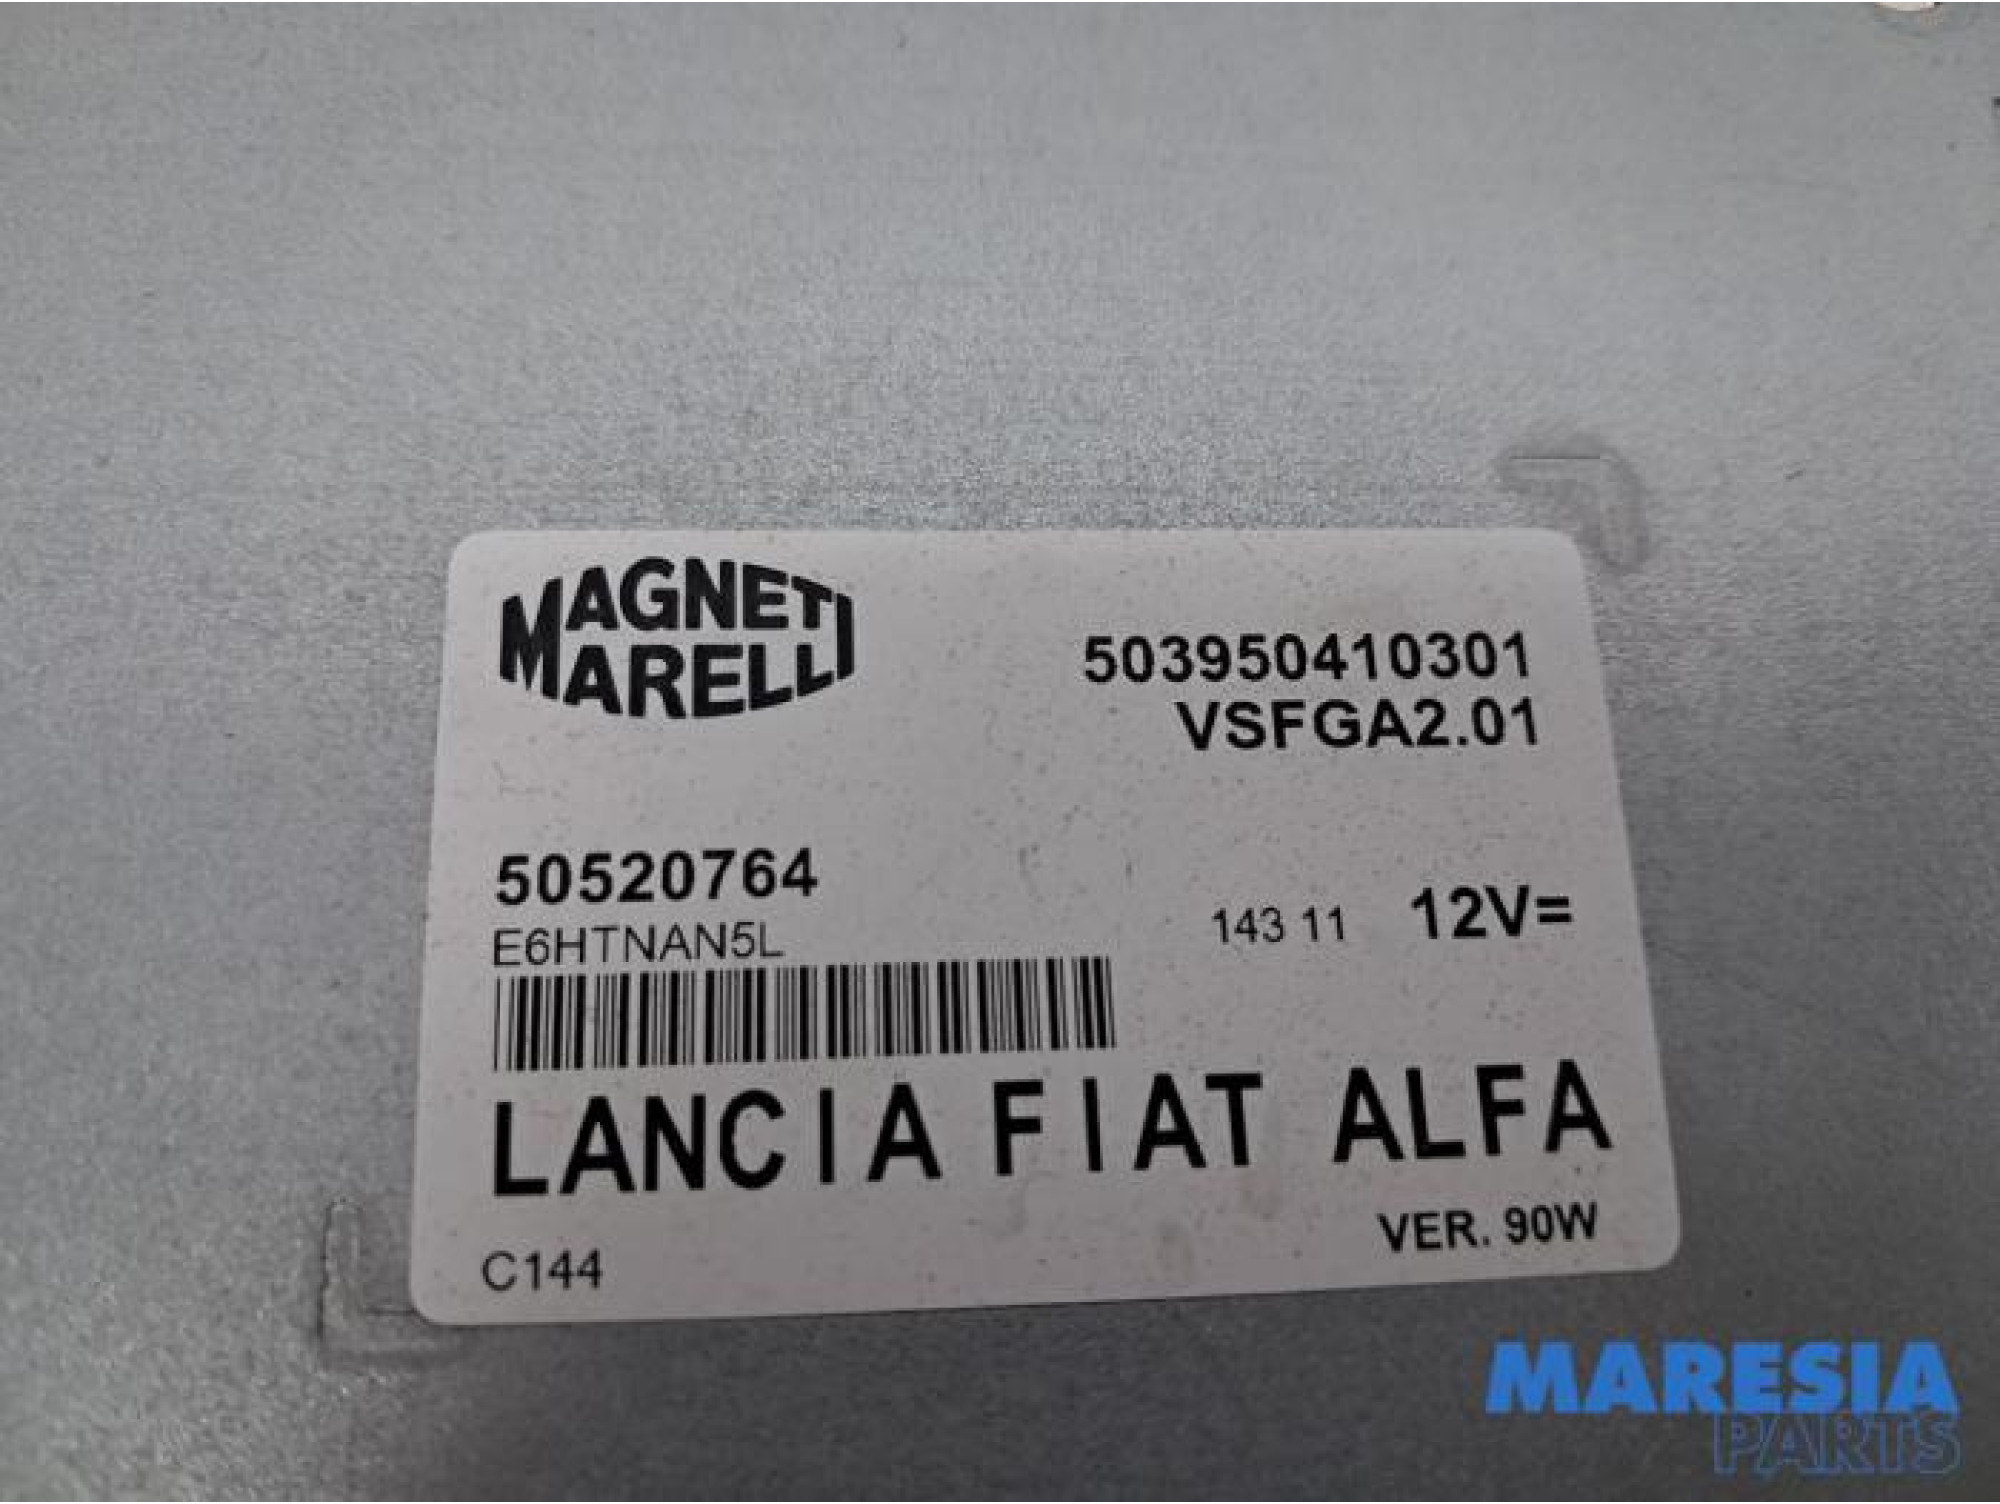 MAGNETI
MARELLI
503950410301
VSFGA2.01
50520764
E6HTNAN5L
143 11 12V=
LANCIA FIAT ALFA
VER. 90W
C144
MARESIA
PARTS